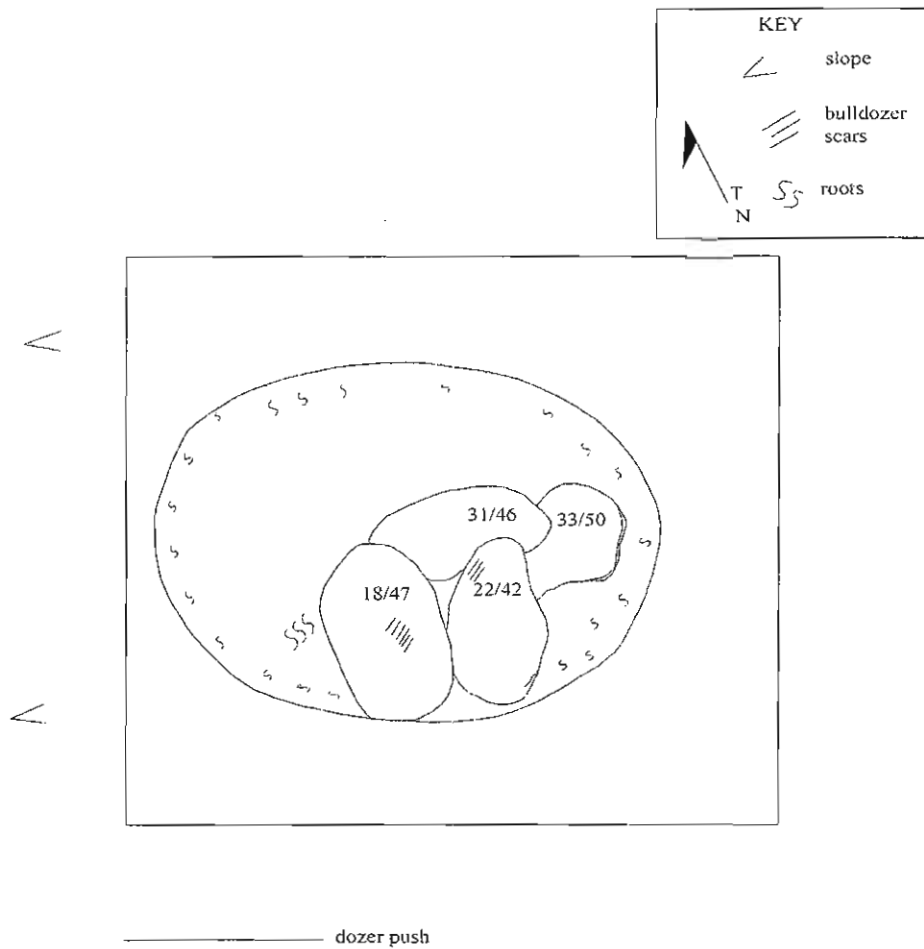 KEY
slope
bulldozer
scars
T
N
roots
31/46
33/50
18/47
22/42
dozer push